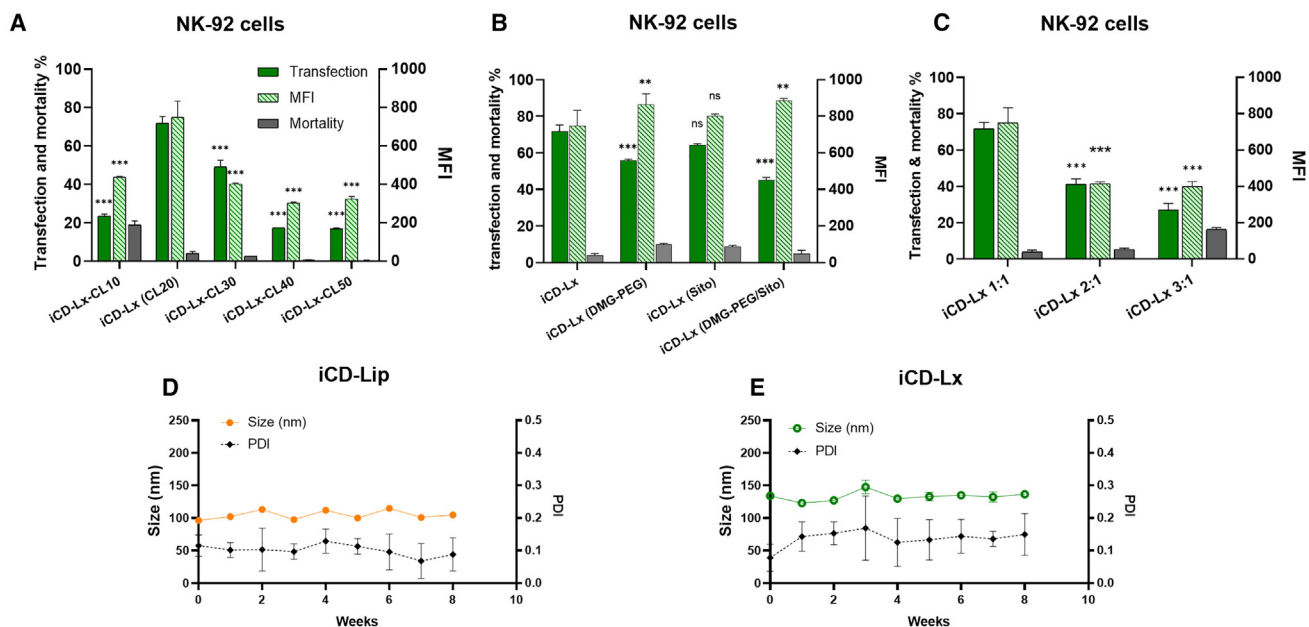 A
NK-92 cells
Transfection and mortality %
100
80
60
40
20
0
Transfection
MFI
Mortality
1000
800
600
400
200
0
MFI
***
***
***
***
***
***
***
***
iCD-Lx-CL10
iCD-Lx (CL20)
iCD-Lx-CL30
iCD-Lx-CL40
iCD-Lx-CL50
B
NK-92 cells
transfection and mortality %
100
80
60
40
20
0
1000
800
600
400
200
0
MFI
***
**
ns
ns
***
**
iCD-Lx
iCD-Lx (DMG-PEG)
iCD-Lx (Sito)
iCD-Lx (DMG-PEG/Sito)
C
NK-92 cells
Transfection & mortality %
100
80
60
40
20
0
1000
800
600
400
200
0
MFI
***
***
***
***
iCD-Lx 1:1
iCD-Lx 2:1
iCD-Lx 3:1
D
iCD-Lip
Size (nm)
250
200
150
100
50
0
Size (nm)
PDI
0.5
0.4
0.3
0.2
0.1
0.0
PDI
0 2 4 6 8 10
Weeks
E
iCD-Lx
Size (nm)
250
200
150
100
50
0
Size (nm)
PDI
0.5
0.4
0.3
0.2
0.1
0.0
PDI
0 2 4 6 8 10
Weeks